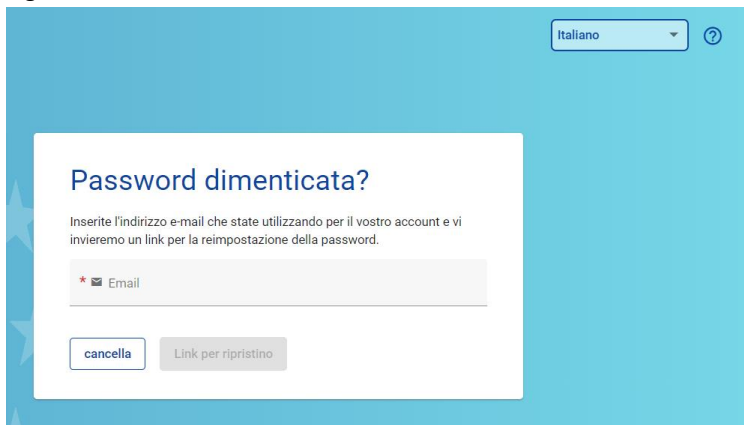 Italiano
Password dimenticata?
Inserite l'indirizzo e-mail che state utilizzando per il vostro account e vi
invieremo un link per la reimpostazione della password.
* Email
cancella
Link per ripristino